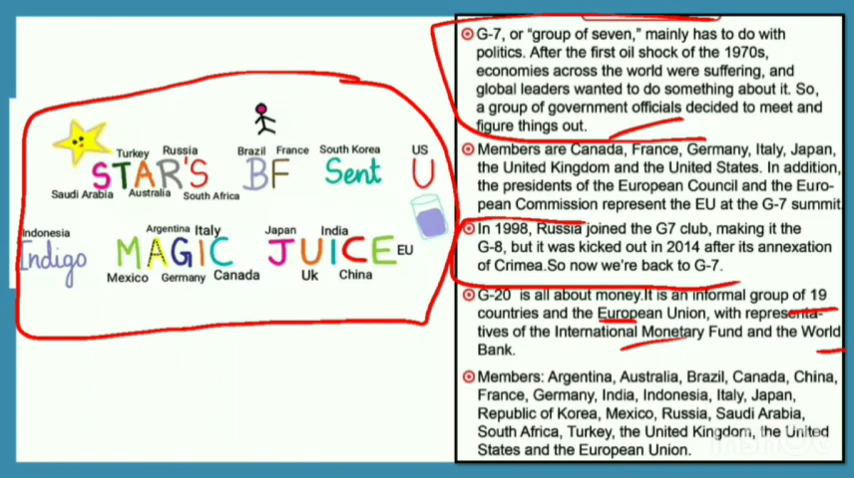 Turkey Russia Brazil France South Korea US
STAR'S BF Sent U
Saudi Arabia Australia South Africa
Indonesia Argentina Italy Japan India
Indigo MAGIC JUICE EU
Mexico Germany Canada Uk China
G-7, or “group of seven,” mainly has to do with
politics. After the first oil shock of the 1970s,
economies across the world were suffering, and
global leaders wanted to do something about it. So,
a group of government officials decided to meet and
figure things out.
Members are Canada, France, Germany, Italy, Japan,
the United Kingdom and the United States. In addition,
the presidents of the European Council and the Euro-
pean Commission represent the EU at the G-7 summit.
In 1998, Russia joined the G7 club, making it the
G-8, but it was kicked out in 2014 after its annexation
of Crimea.So now we're back to G-7.
G-20 is all about money.It is an informal group of 19
countries and the European Union, with representa-
tives of the International Monetary Fund and the World
Bank.
Members: Argentina, Australia, Brazil, Canada, China,
France, Germany, India, Indonesia, Italy, Japan,
Republic of Korea, Mexico, Russia, Saudi Arabia,
South Africa, Turkey, the United Kingdom, the United
States and the European Union.